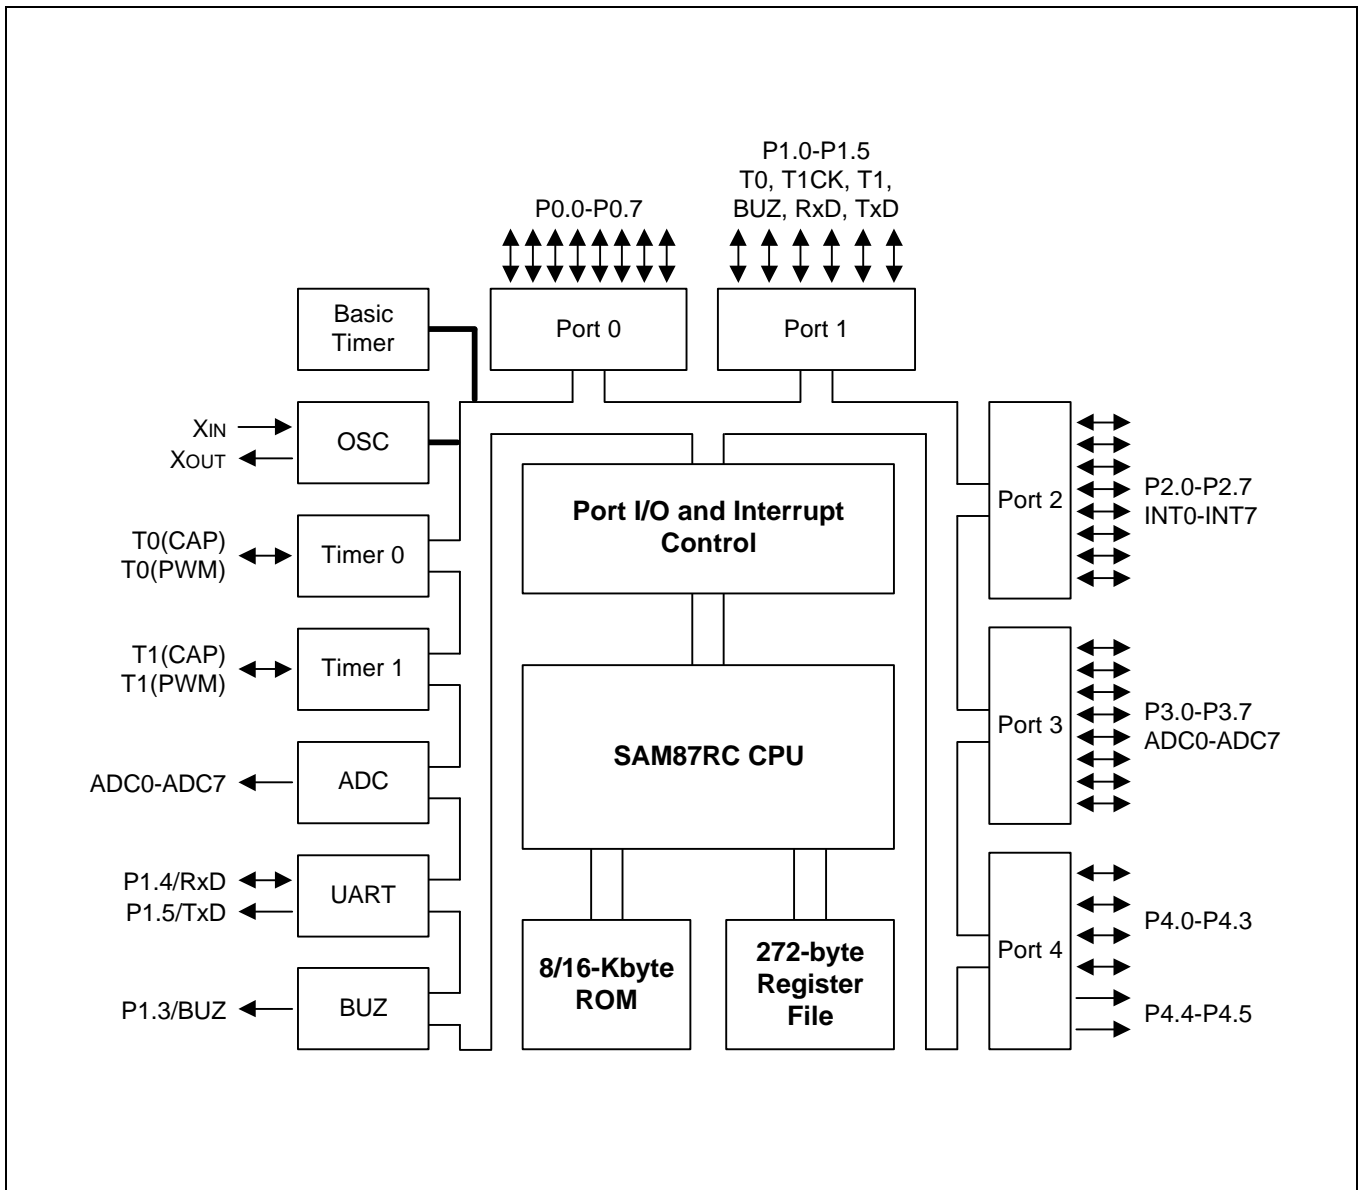 P1.0-P1.5
T0, T1CK, T1,
BUZ, RxD, TxD
P0.0-P0.7
Basic
Timer
Port 0
Port 1
XIN
XOUT
OSC
Port I/O and Interrupt
Control
Port 2
P2.0-P2.7
INT0-INT7
T0(CAP)
T0(PWM)
Timer 0
T1(CAP)
T1(PWM)
Timer 1
SAM87RC CPU
Port 3
P3.0-P3.7
ADC0-ADC7
ADC0-ADC7
ADC
P1.4/RxD
P1.5/TxD
UART
8/16-Kbyte
ROM
272-byte
Register
File
Port 4
P4.0-P4.3
P4.4-P4.5
P1.3/BUZ
BUZ